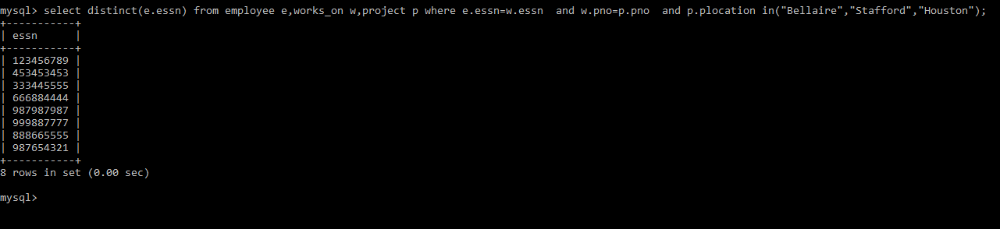 mysql> select distinct(e.essn) from employee e,works_on w,project p where e.essn=w.essn  and w.pno=p.pno  and p.plocation in("Bellaire","Stafford","Houston");
+-----------+
| essn      |
+-----------+
| 123456789 |
| 453453453 |
| 333445555 |
| 666884444 |
| 987987987 |
| 999887777 |
| 888665555 |
| 987654321 |
+-----------+
8 rows in set (0.00 sec)

mysql>